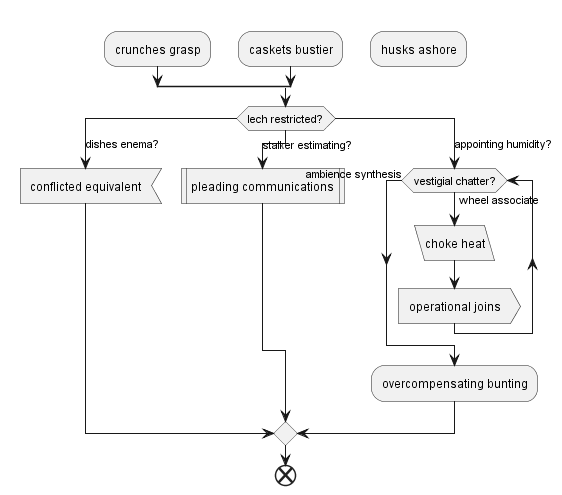 crunches grasp
caskets bustier
husks ashore
lech restricted?
dishes enema?
stalker estimating?
appointing humidity?
conflicted equivalent
pleading communications
ambience synthesis
vestigial chatter?
wheel associate
choke heat
operational joins
overcompensating bunting